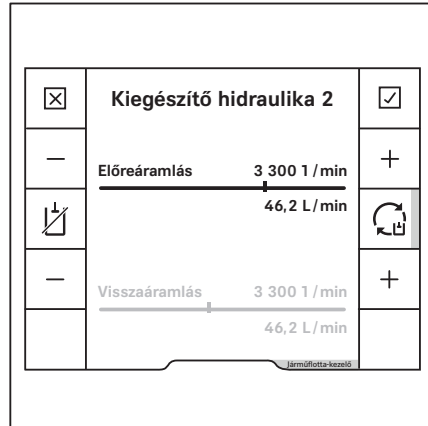 Kiegészítő hidraulika 2
Előreáramlás 3 300 1/min
46,2 L/min
Visszaáramlás 3 300 1/min
46,2 L/min
Járműflotta-kezelő